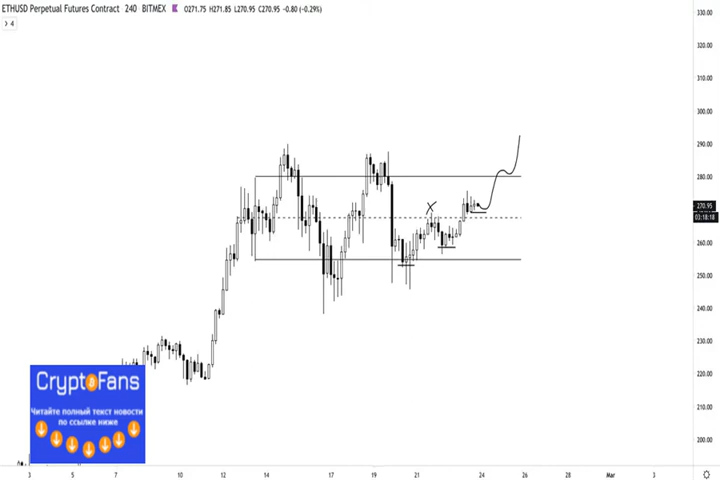 ETHUSD Perpetual Futures Contract 240 BITMEX O271.75 H271.85 L270.95 C270.95 −0.80 (−0.29%)
4
330.00
320.00
310.00
300.00
290.00
280.00
270.95
03:18:18
260.00
250.00
240.00
230.00
220.00
210.00
200.00
X
CryptoFans
Читайте полный текст новости
по ссылке ниже
3 5 7 10 12 14 17 19 21 24 26 28 Mar 3